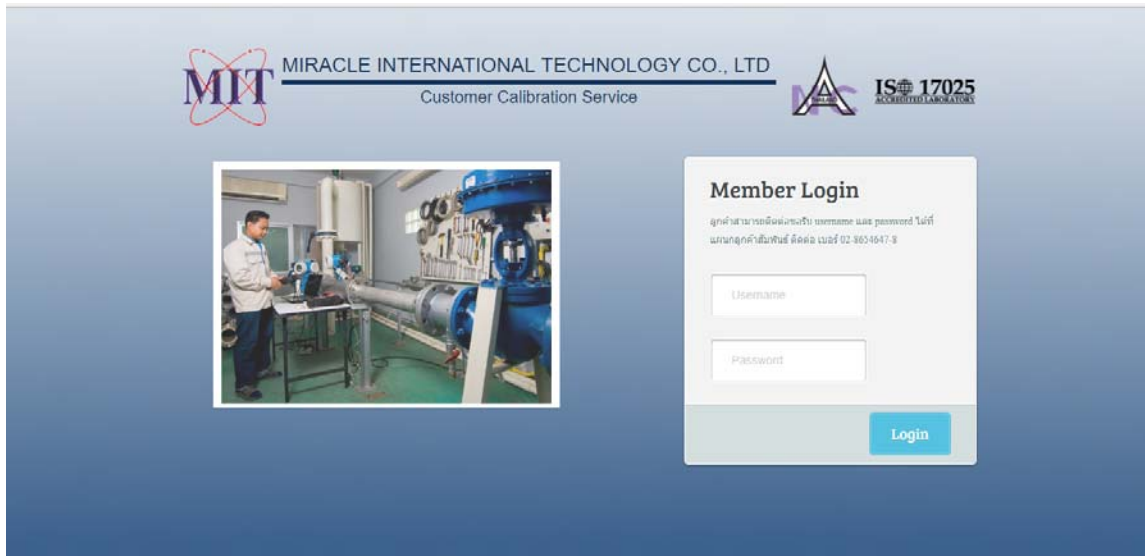 MIT
MIRACLE INTERNATIONAL TECHNOLOGY CO., LTD
Customer Calibration Service
NAC
THAILAND
ISO 17025
ACCREDITED LABORATORY
Member Login
ลูกค้าสามารถติดต่อขอรับ username และ password ได้ที่
แผนกลูกค้าสัมพันธ์ ติดต่อ เบอร์ 02-8654647-8
Username
Password
Login